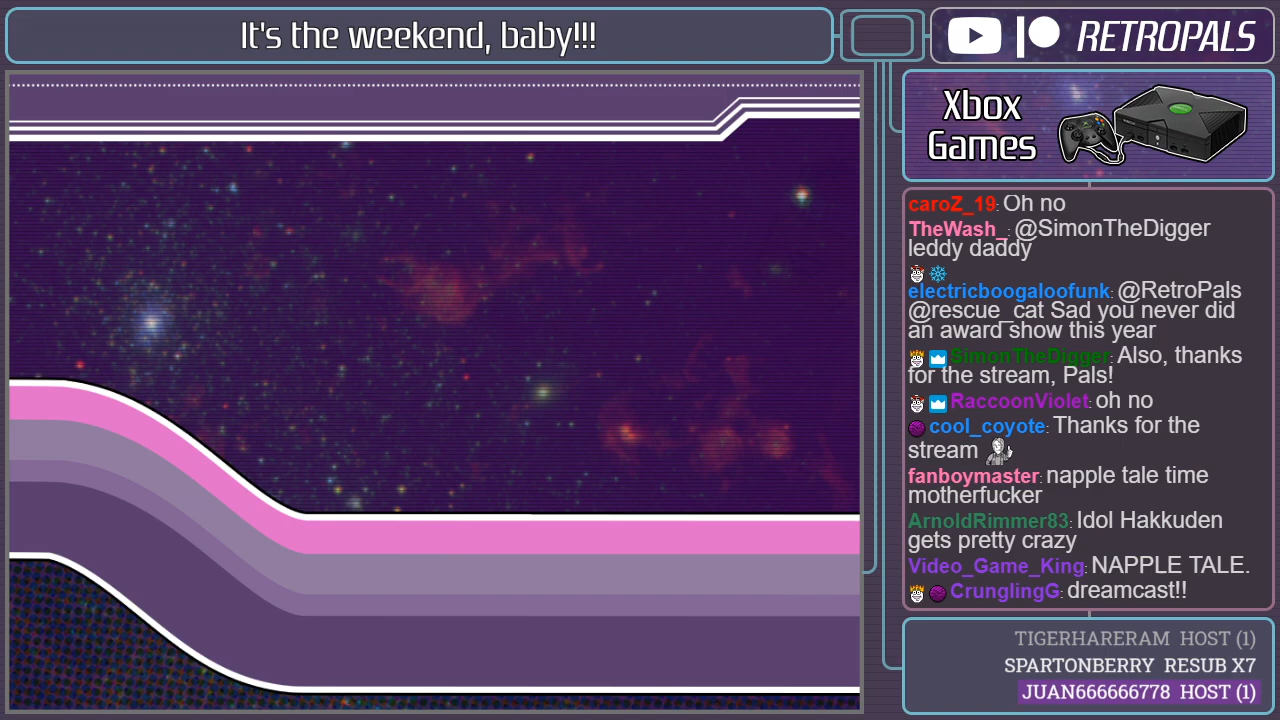 It's the weekend, baby!!!
RETROPALS
Xbox
Games
caroZ_19: Oh no
TheWash_: @SimonTheDigger
leddy daddy
electricboogaloofunk: @RetroPals
@rescue_cat Sad you never did
an award show this year
SimonTheDigger: Also, thanks
for the stream, Pals!
RaccoonViolet: oh no
cool_coyote: Thanks for the
stream
fanboymaster: napple tale time
motherfucker
ArnoldRimmer83: Idol Hakkuden
gets pretty crazy
Video_Game_King: NAPPLE TALE.
CrunglingG: dreamcast!!
TIGERHARERAM HOST (1)
SPARTONBERRY RESUB X7
JUAN666666778 HOST (1)